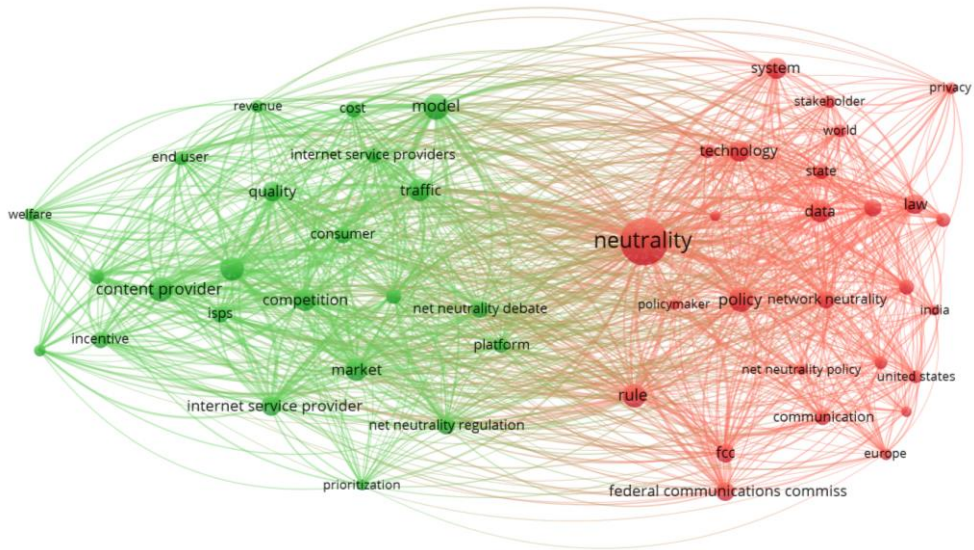 system
privacy
stakeholder
revenue
cost
model
world
technology
end user
internet service providers
state
quality
traffic
data
law
welfare
consumer
neutrality
content provider
competition
policymaker
policy
network neutrality
isps
net neutrality debate
india
incentive
platform
market
net neutrality policy
united states
rule
internet service provider
net neutrality regulation
communication
fcc
europe
prioritization
federal communications commiss